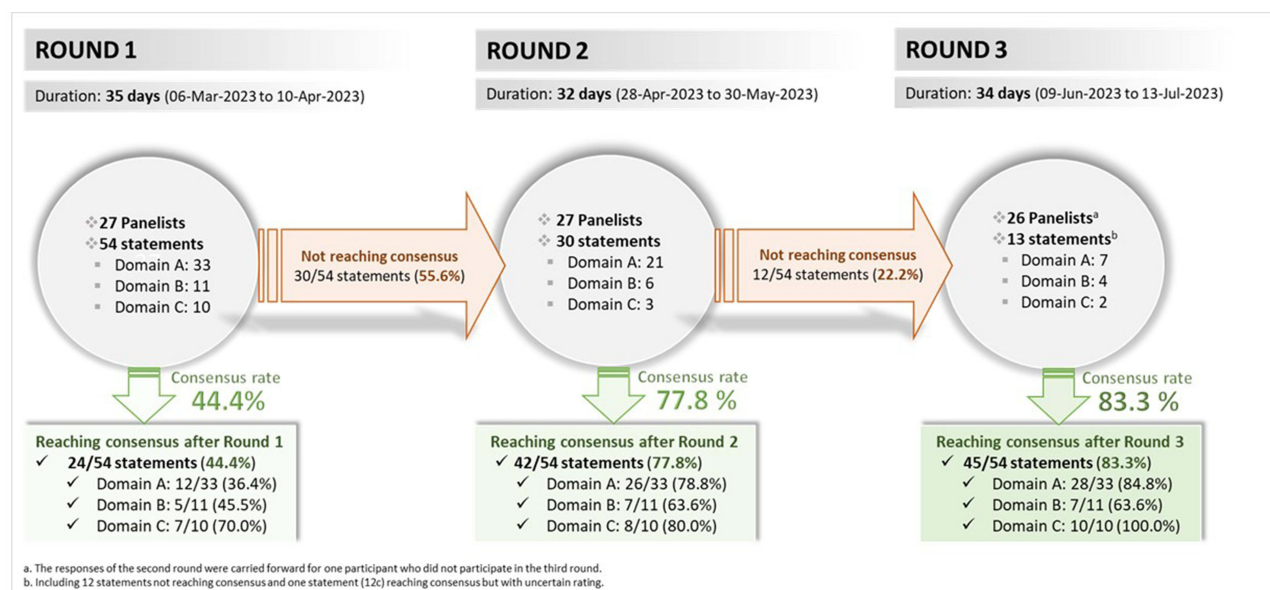 ROUND 1
Duration: 35 days (06-Mar-2023 to 10-Apr-2023)
27 Panelists
54 statements
Domain A: 33
Domain B: 11
Domain C: 10
Not reaching consensus
30/54 statements (55.6%)
Consensus rate
44.4%
Reaching consensus after Round 1
24/54 statements (44.4%)
Domain A: 12/33 (36.4%)
Domain B: 5/11 (45.5%)
Domain C: 7/10 (70.0%)
ROUND 2
Duration: 32 days (28-Apr-2023 to 30-May-2023)
27 Panelists
30 statements
Domain A: 21
Domain B: 6
Domain C: 3
Not reaching consensus
12/54 statements (22.2%)
Consensus rate
77.8 %
Reaching consensus after Round 2
42/54 statements (77.8%)
Domain A: 26/33 (78.8%)
Domain B: 7/11 (63.6%)
Domain C: 8/10 (80.0%)
ROUND 3
Duration: 34 days (09-Jun-2023 to 13-Jul-2023)
26 Panelistsᵃ
13 statementsᵇ
Domain A: 7
Domain B: 4
Domain C: 2
Consensus rate
83.3 %
Reaching consensus after Round 3
45/54 statements (83.3%)
Domain A: 28/33 (84.8%)
Domain B: 7/11 (63.6%)
Domain C: 10/10 (100.0%)
a. The responses of the second round were carried forward for one participant who did not participate in the third round.
b. Including 12 statements not reaching consensus and one statement (12c) reaching consensus but with uncertain rating.